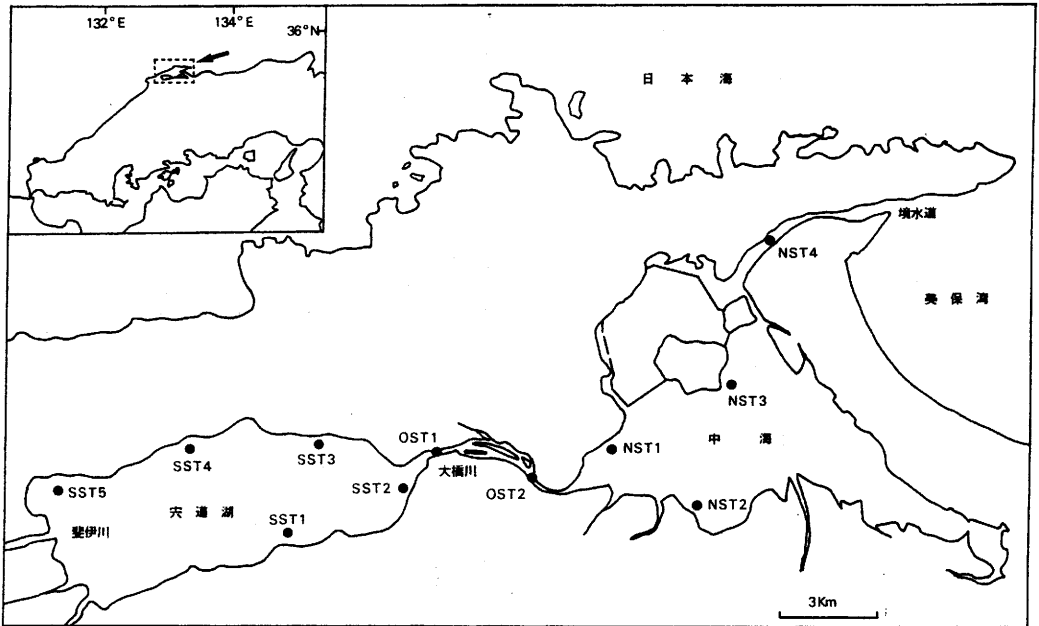 132°E 134°E
36°N
日本海
境水道
NST4
美保湾
NST3
OST1
NST1
中海
SST4
SST3
大橋川
SST5
SST2
OST2
宍道湖
NST2
SST1
斐伊川
3Km